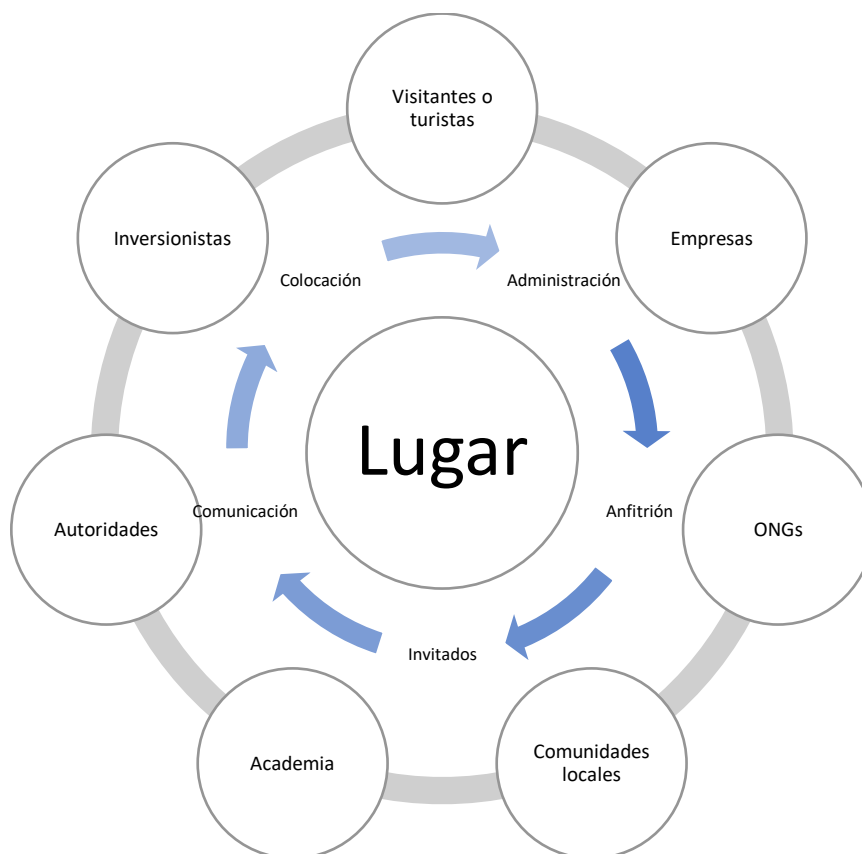 Visitantes o
turistas
Inversionistas
Empresas
Colocación
Administración
Lugar
Comunicación
Anfitrión
Autoridades
ONGs
Invitados
Academia
Comunidades
locales